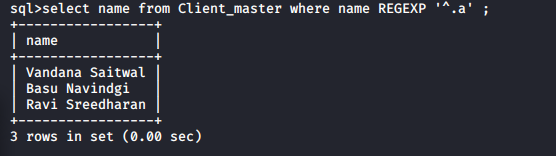 sql>select name from Client_master where name REGEXP '^.a' ;
+-----------------+
| name            |
+-----------------+
| Vandana Saitwal |
| Basu Navindgi   |
| Ravi Sreedharan |
+-----------------+
3 rows in set (0.00 sec)